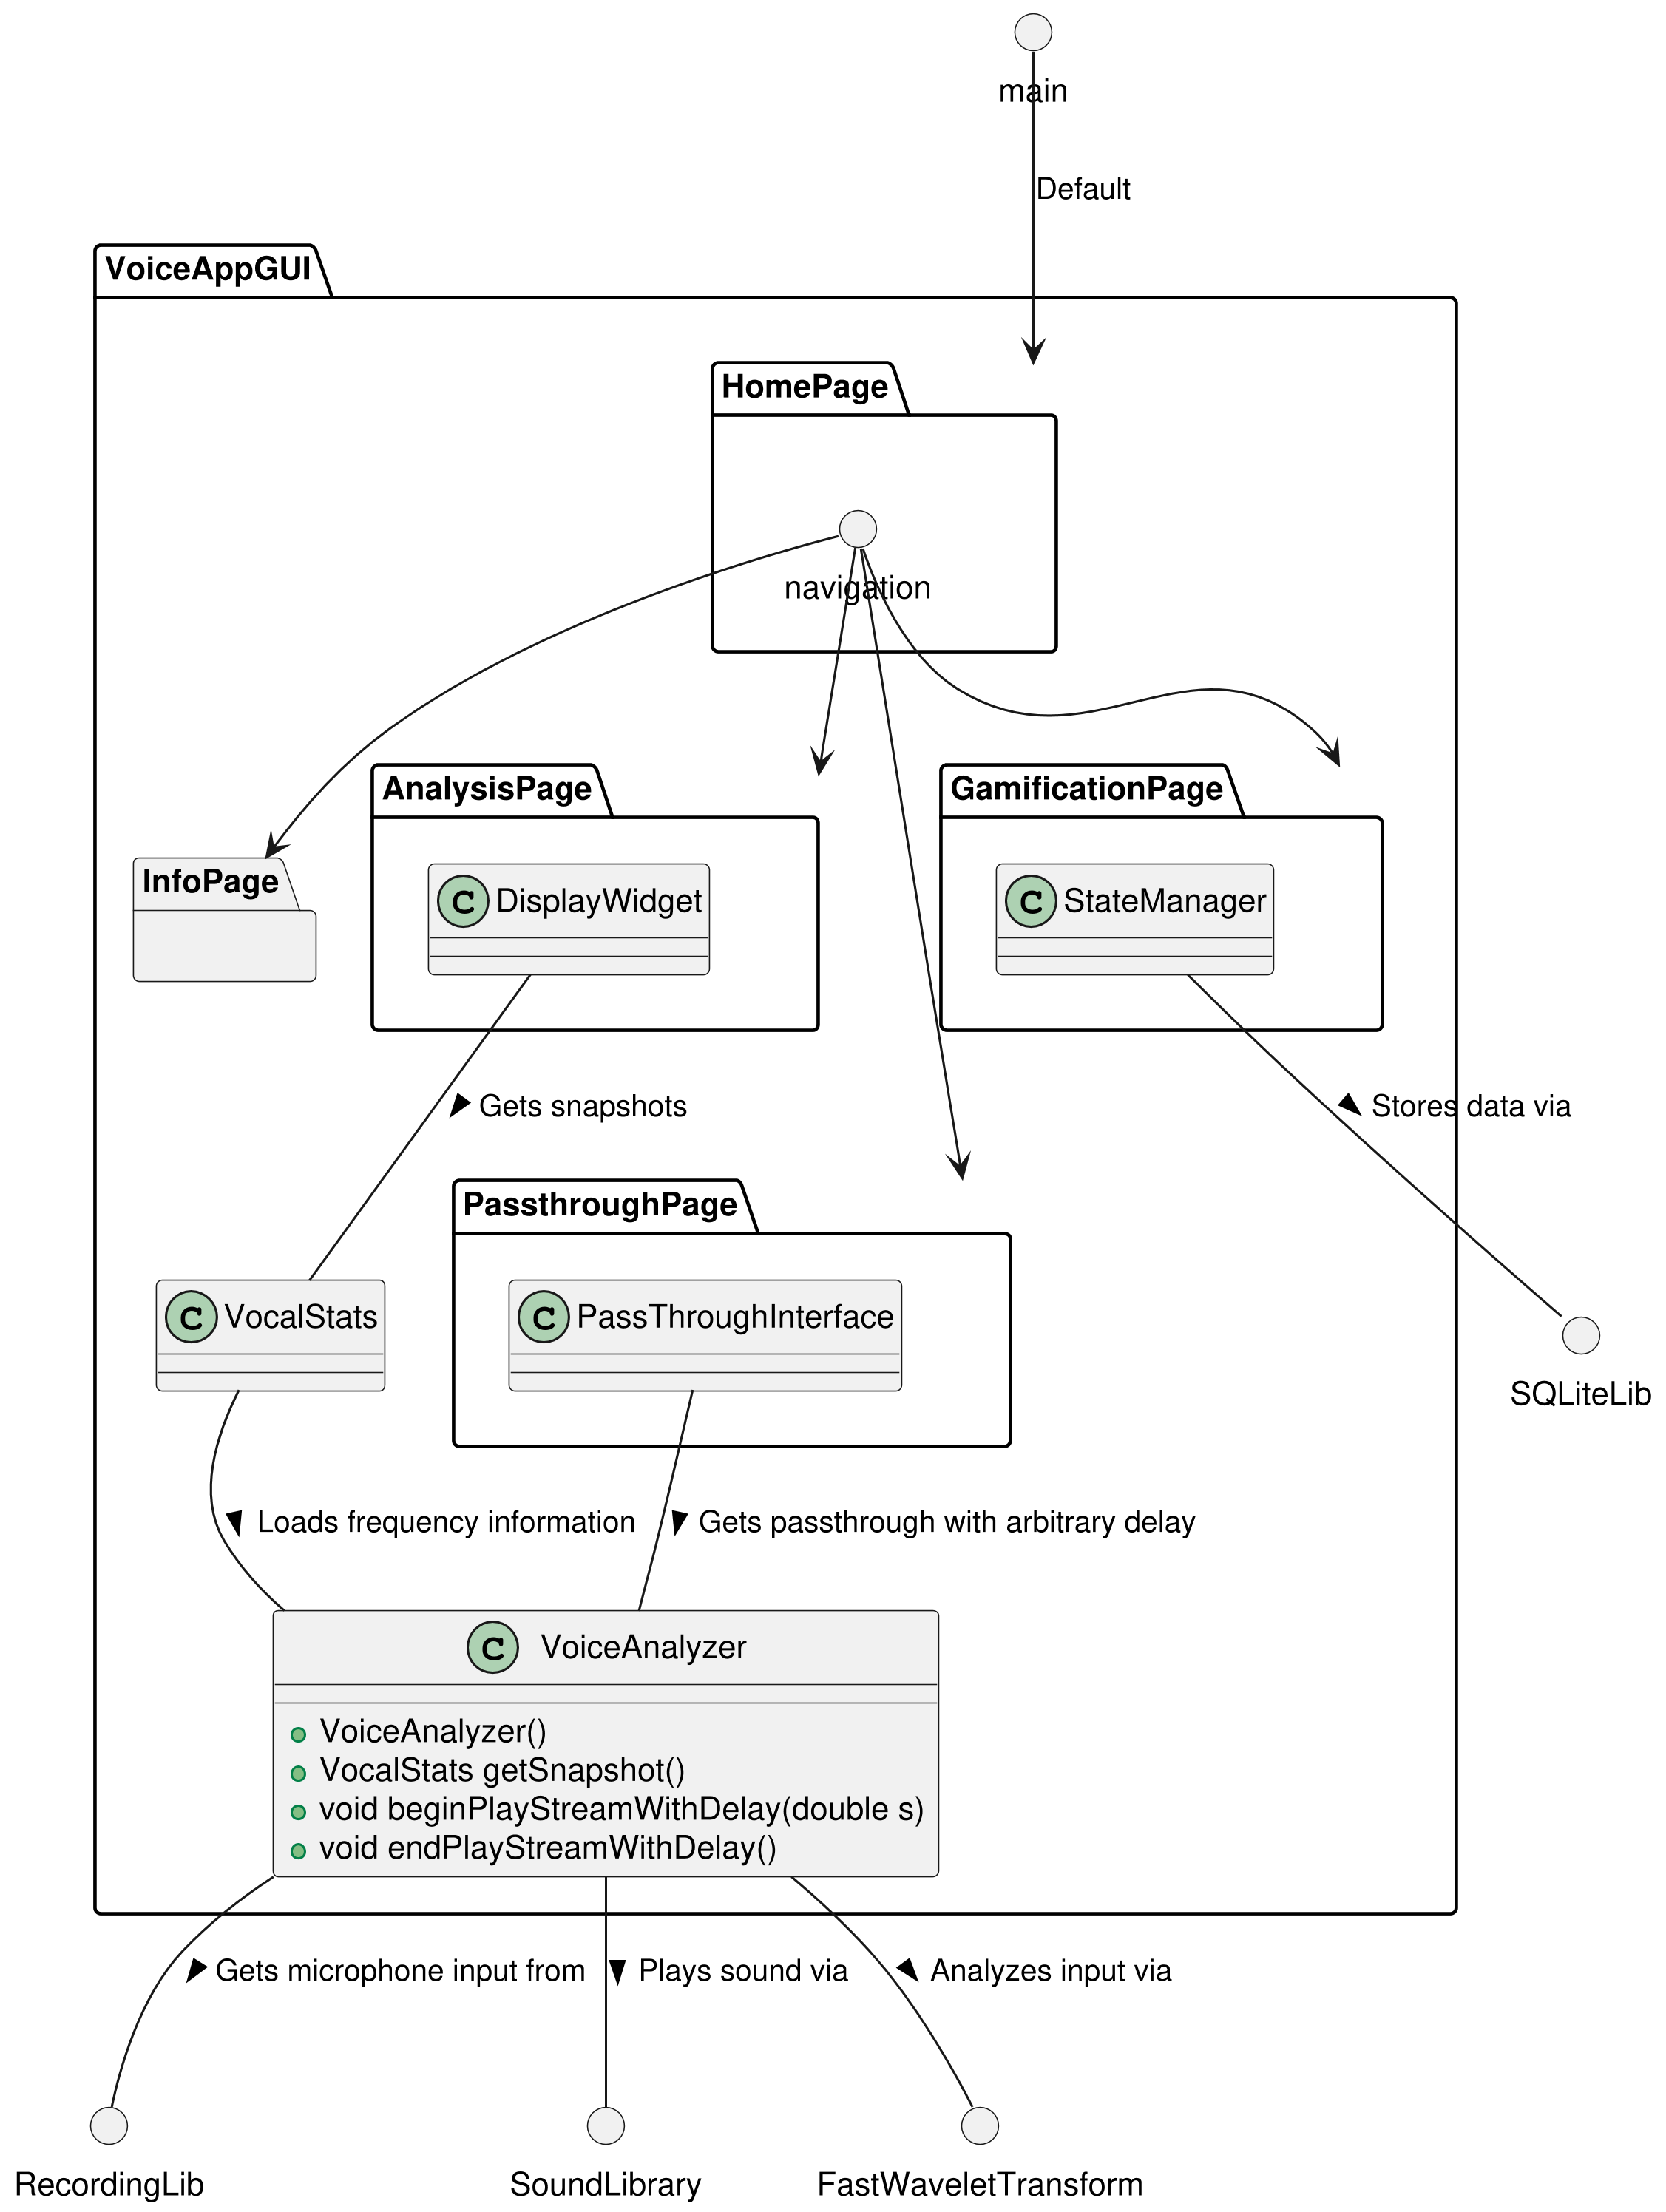 main
Default
VoiceAppGUI
HomePage
navigation
AnalysisPage
GamificationPage
InfoPage
C DisplayWidget
C StateManager
Gets snapshots
Stores data via
PassthroughPage
C VocalStats
C PassThroughInterface
SQLiteLib
Loads frequency information
Gets passthrough with arbitrary delay
C VoiceAnalyzer
VoiceAnalyzer()
VocalStats getSnapshot()
void beginPlayStreamWithDelay(double s)
void endPlayStreamWithDelay()
Gets microphone input from
Plays sound via
Analyzes input via
RecordingLib
SoundLibrary
FastWaveletTransform